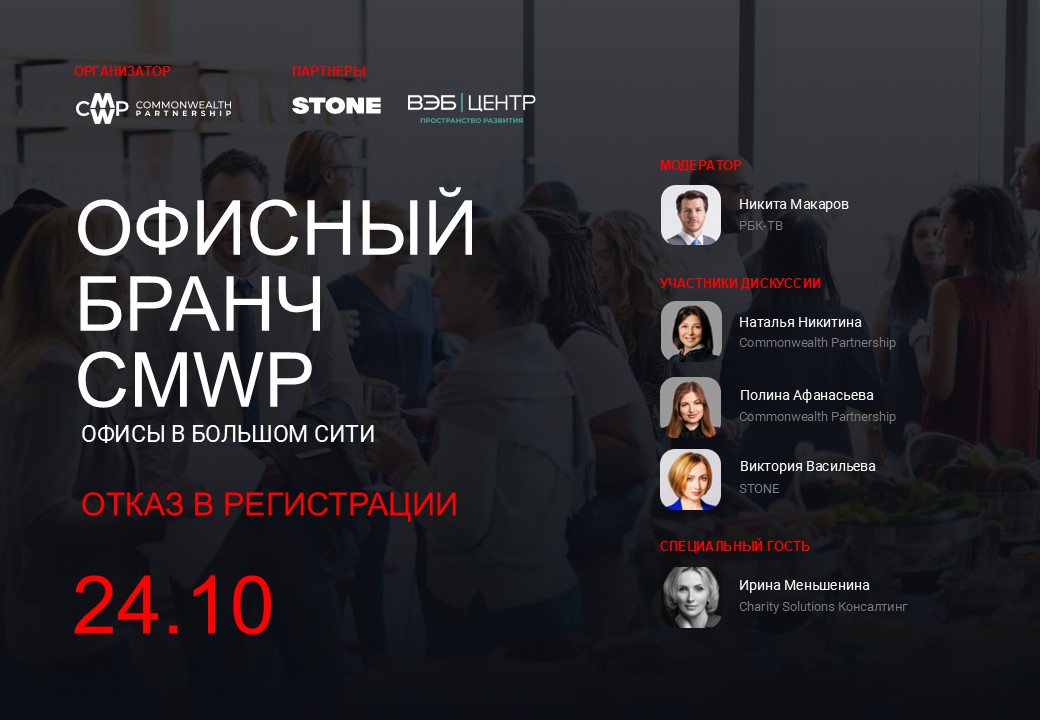 ОРГАНИЗАТОР
ПАРТНЕРЫ
CMWP
COMMONWEALTH
PARTNERSHIP
STONE
ВЭБ ЦЕНТР
ПРОСТРАНСТВО РАЗВИТИЯ
ОФИСНЫЙ
БРАНЧ
CMWP
ОФИСЫ В БОЛЬШОМ СИТИ
ОТКАЗ В РЕГИСТРАЦИИ
24.10
МОДЕРАТОР
Никита Макаров
РБК-ТВ
УЧАСТНИКИ ДИСКУССИИ
Наталья Никитина
Commonwealth Partnership
Полина Афанасьева
Commonwealth Partnership
Виктория Васильева
STONE
СПЕЦИАЛЬНЫЙ ГОСТЬ
Ирина Меньшенина
Charity Solutions Консалтинг